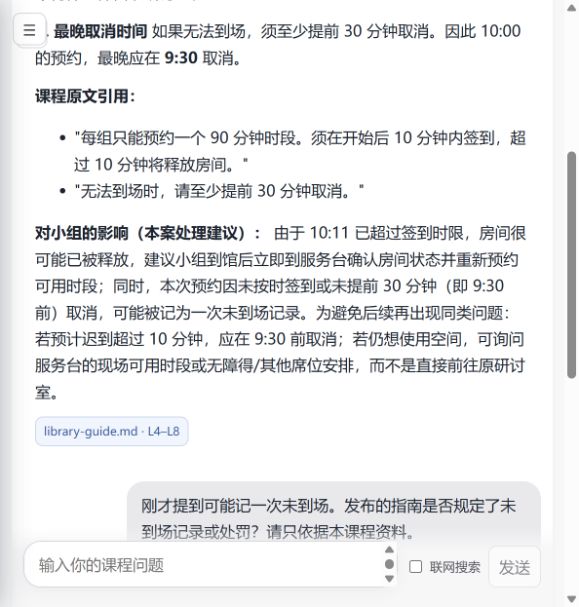 最晚取消时间 如果无法到场，须至少提前 30 分钟取消。因此 10:00
的预约，最晚应在 9:30 取消。
课程原文引用：
• "每组只能预约一个 90 分钟时段。须在开始后 10 分钟内签到，超
过 10 分钟将释放房间。"
• "无法到场时，请至少提前 30 分钟取消。"
对小组的影响（本案处理建议）： 由于 10:11 已超过签到时限，房间很
可能已被释放，建议小组到馆后立即到服务台确认房间状态并重新预约
可用时段；同时，本次预约因未按时签到或未提前 30 分钟（即 9:30
前）取消，可能被记为一次未到场记录。为避免后续再出现同类问题：
若预计迟到超过 10 分钟，应在 9:30 前取消；若仍想使用空间，可询问
服务台的现场可用时段或无障碍/其他席位安排，而不是直接前往原研讨
室。
library-guide.md · L4–L8
刚才提到可能记一次未到场。发布的指南是否规定了未
到场记录或处罚？请只依据本课程资料。
输入你的课程问题
联网搜索
发送